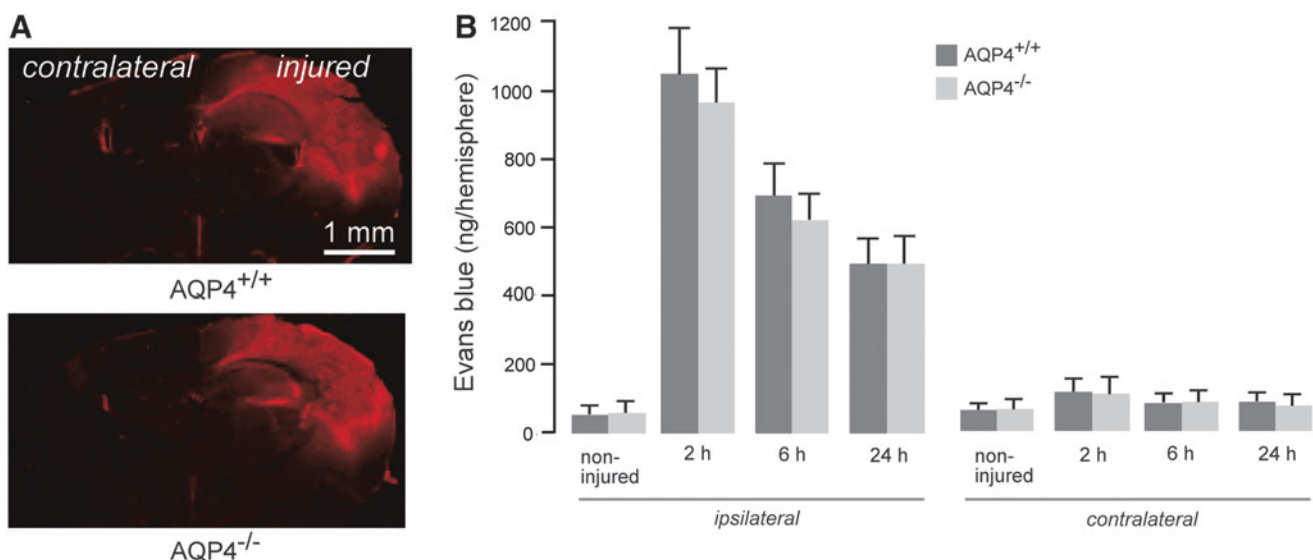 A
contralateral injured
1 mm
AQP4+/+
AQP4-/-
B
Evans blue (ng/hemisphere)
1200
1000
800
600
400
200
0
AQP4+/+
AQP4-/-
non-
injured
2 h
6 h
24 h
ipsilateral
non-
injured
2 h
6 h
24 h
contralateral